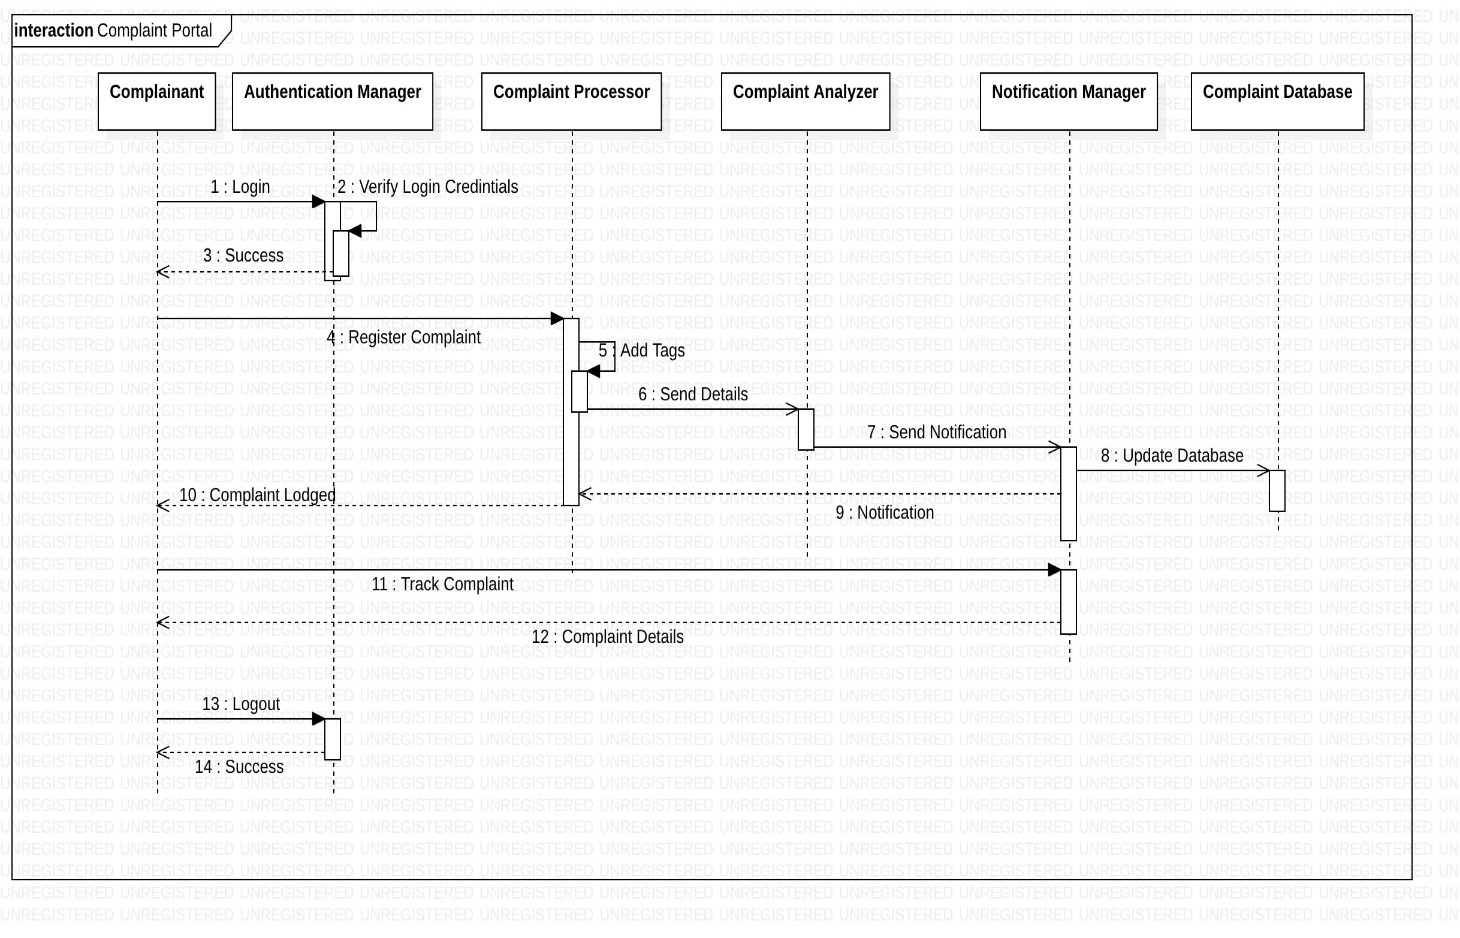 interaction Complaint Portal
Complainant
Authentication Manager
Complaint Processor
Complaint Analyzer
Notification Manager
Complaint Database
1 : Login
2 : Verify Login Credintials
3 : Success
4 : Register Complaint
5 : Add Tags
6 : Send Details
7 : Send Notification
8 : Update Database
9 : Notification
10 : Complaint Lodged
11 : Track Complaint
12 : Complaint Details
13 : Logout
14 : Success
UNREGISTERED